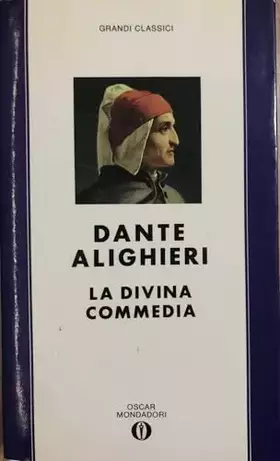 GRANDI CLASSICI
DANTE
ALIGHIERI
LA DIVINA
COMMEDIA
OSCAR
MONDADORI